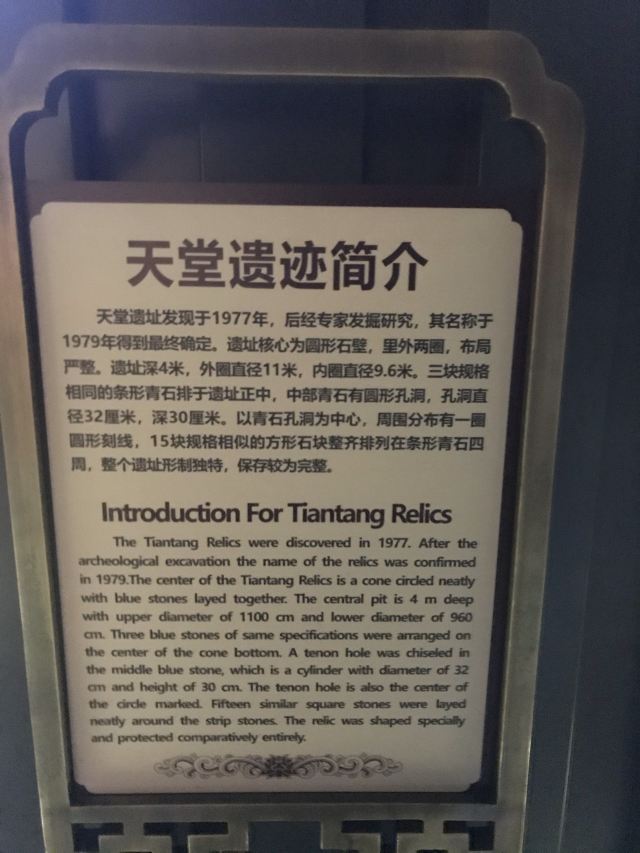 天堂遗迹简介
天堂遗址发现于1977年，后经专家发掘研究，其名称于
1979年得到最终确定。遗址核心为圆形石壁，里外两圈，布局
严整。遗址深4米，外圈直径11米，内圈直径9.6米。三块规格
相同的条形青石排于遗址正中，中部青石有圆形孔洞，孔洞直
径32厘米，深30厘米。以青石孔洞为中心，周围分布有一圈
圆形刻线，15块规格相似的方形石块整齐排列在条形青石四
周，整个遗址形制独特，保存较为完整。
Introduction For Tiantang Relics
The Tiantang Relics were discovered in 1977. After the
archeological excavation the name of the relics was confirmed
in 1979.The center of the Tiantang Relics is a cone circled neatly
with blue stones layed together. The central pit is 4 m deep
with upper diameter of 1100 cm and lower diameter of 960
cm. Three blue stones of same specifications were arranged on
the center of the cone bottom. A tenon hole was chiseled in
the middle blue stone, which is a cylinder with diameter of 32
cm and height of 30 cm. The tenon hole is also the center of
the circle marked. Fifteen similar square stones were layed
neatly around the strip stones. The relic was shaped specially
and protected comparatively entirely.